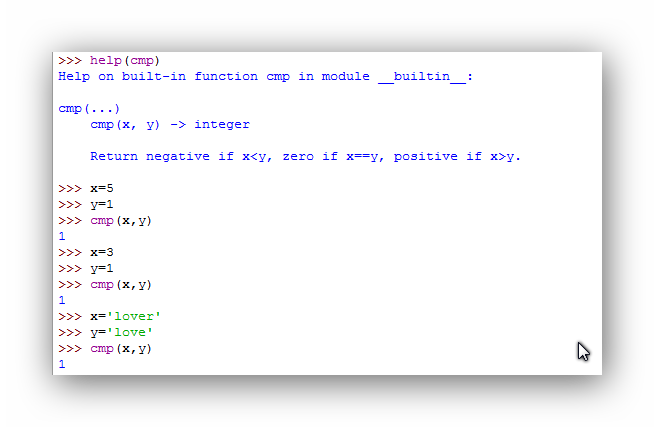 >>> help(cmp)
Help on built-in function cmp in module __builtin__:
cmp(...)
    cmp(x, y) -> integer
    Return negative if x<y, zero if x==y, positive if x>y.
>>> x=5
>>> y=1
>>> cmp(x,y)
1
>>> x=3
>>> y=1
>>> cmp(x,y)
1
>>> x='lover'
>>> y='love'
>>> cmp(x,y)
1